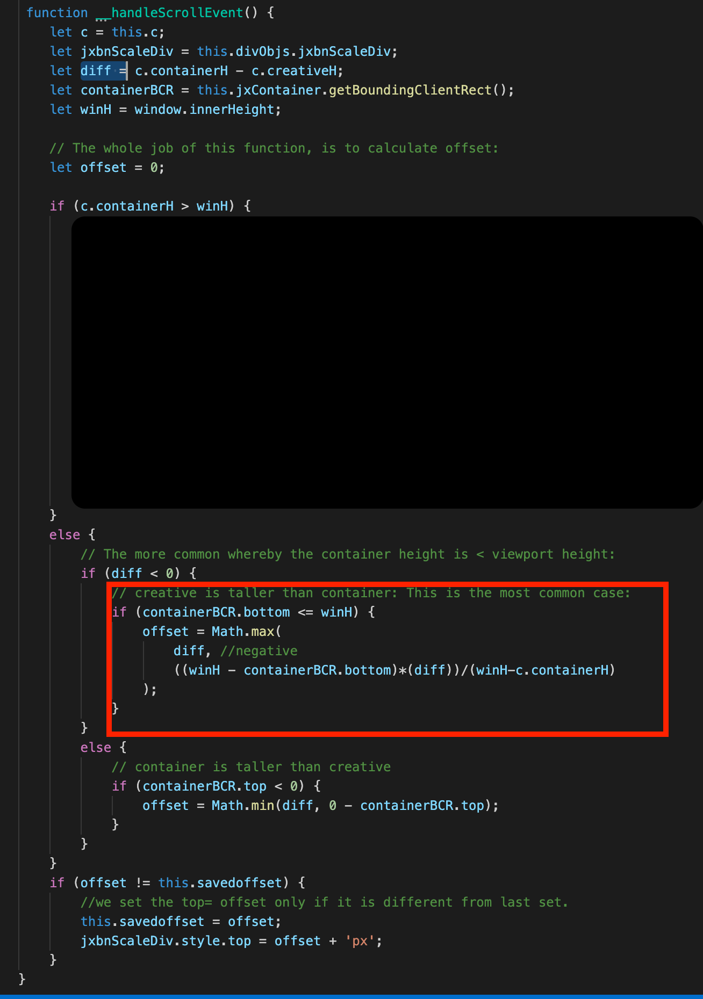 function __handleScrollEvent() {
let c = this.c;
let jxbnScaleDiv = this.divObjs.jxbnScaleDiv;
let diff = c.containerH - c.creativeH;
let containerBCR = this.jxContainer.getBoundingClientRect();
let winH = window.innerHeight;
// The whole job of this function, is to calculate offset:
let offset = 0;
if (c.containerH > winH) {
}
else {
// The more common whereby the container height is < viewport height:
if (diff < 0) {
// creative is taller than container: This is the most common case:
if (containerBCR.bottom <= winH) {
offset = Math.max(
diff, //negative
((winH - containerBCR.bottom)*(diff))/(winH-c.containerH)
);
}
}
else {
// container is taller than creative
if (containerBCR.top < 0) {
offset = Math.min(diff, 0 - containerBCR.top);
}
}
}
if (offset != this.savedoffset) {
//we set the top= offset only if it is different from last set.
this.savedoffset = offset;
jxbnScaleDiv.style.top = offset + 'px';
}
}